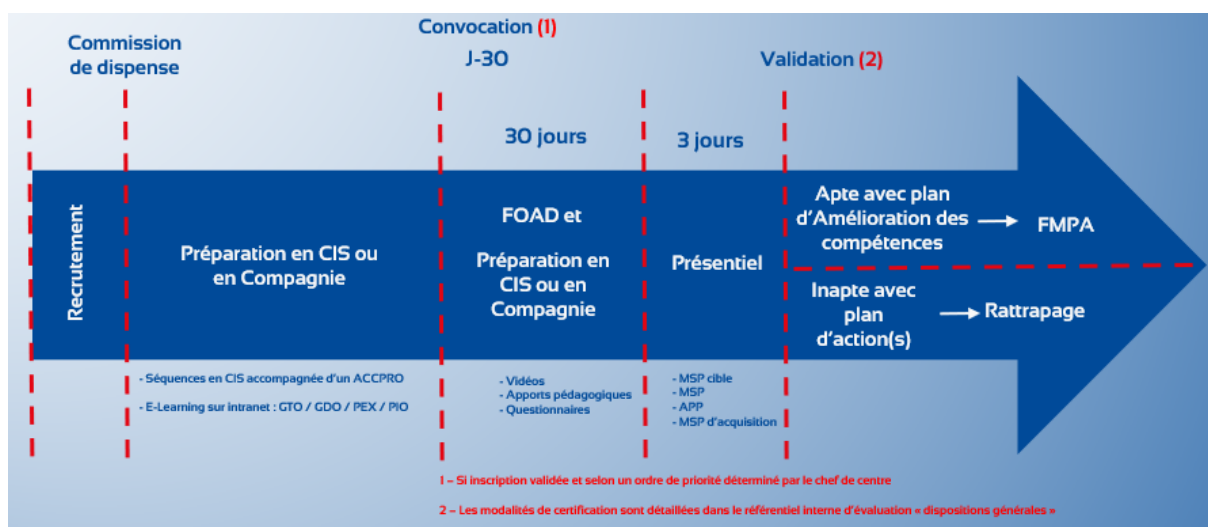 Commission
de dispense
Convocation (1)
J-30
Validation (2)
30 jours
3 jours
Recrutement
Préparation en CIS ou
en Compagnie
FOAD et
Préparation en
CIS ou en
Compagnie
Présentiel
Apte avec plan
d'Amélioration des
compétences
FMPA
Inapte avec
plan
d'action(s)
Rattrapage
- Séquences en CIS accompagnée d'un ACCPRO
- E-Learning sur intranet : GTO / GDO / PEX / PIO
- Vidéos
- Apports pédagogiques
- Questionnaires
- MSP cible
- MSP
- APP
- MSP d'acquisition
1 – Si inscription validée et selon un ordre de priorité déterminé par le chef de centre
2 – Les modalités de certification sont détaillées dans le référentiel interne d'évaluation « dispositions générales »